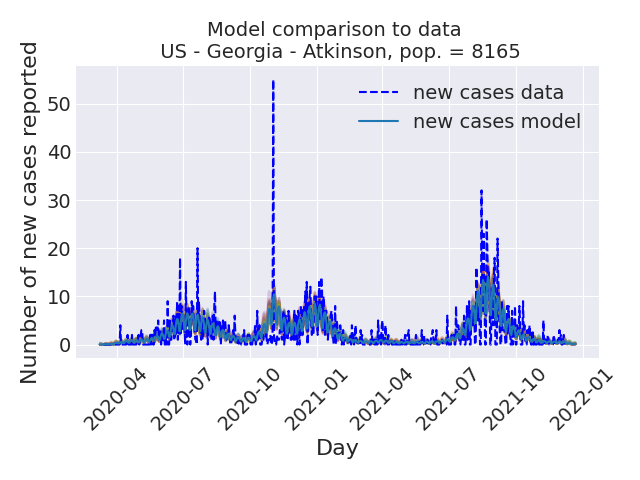 Model comparison to data
US - Georgia - Atkinson, pop. = 8165
Number of new cases reported
50
40
30
20
10
0
new cases data
new cases model
2020-04
2020-07
2020-10
2021-01
2021-04
2021-07
2021-10
2022-01
Day